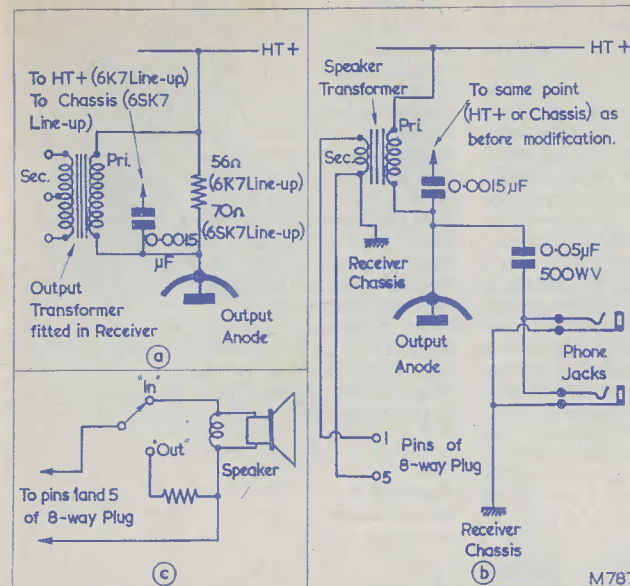 HT+
To HT+ (6K7 Line-up)
To Chassis (6SK7
Line-up)
Sec.
Pri.
56Ω
(6K7 Line-up)
70Ω
(6SK7 Line-up)
0·0015
μF
Output
Transformer
fitted in Receiver
Output
Anode
a
"In"
"Out"
Speaker
To pins 1 and 5
of 8-way Plug
c
HT+
Speaker
Transformer
To same point
(HT+ or Chassis) as
before modification.
Sec.
Pri.
0·0015μF
Receiver
Chassis
0·05μF
500WV
Output
Anode
Phone
Jacks
1
5
Pins of
8-way Plug
Receiver
Chassis
b
M787